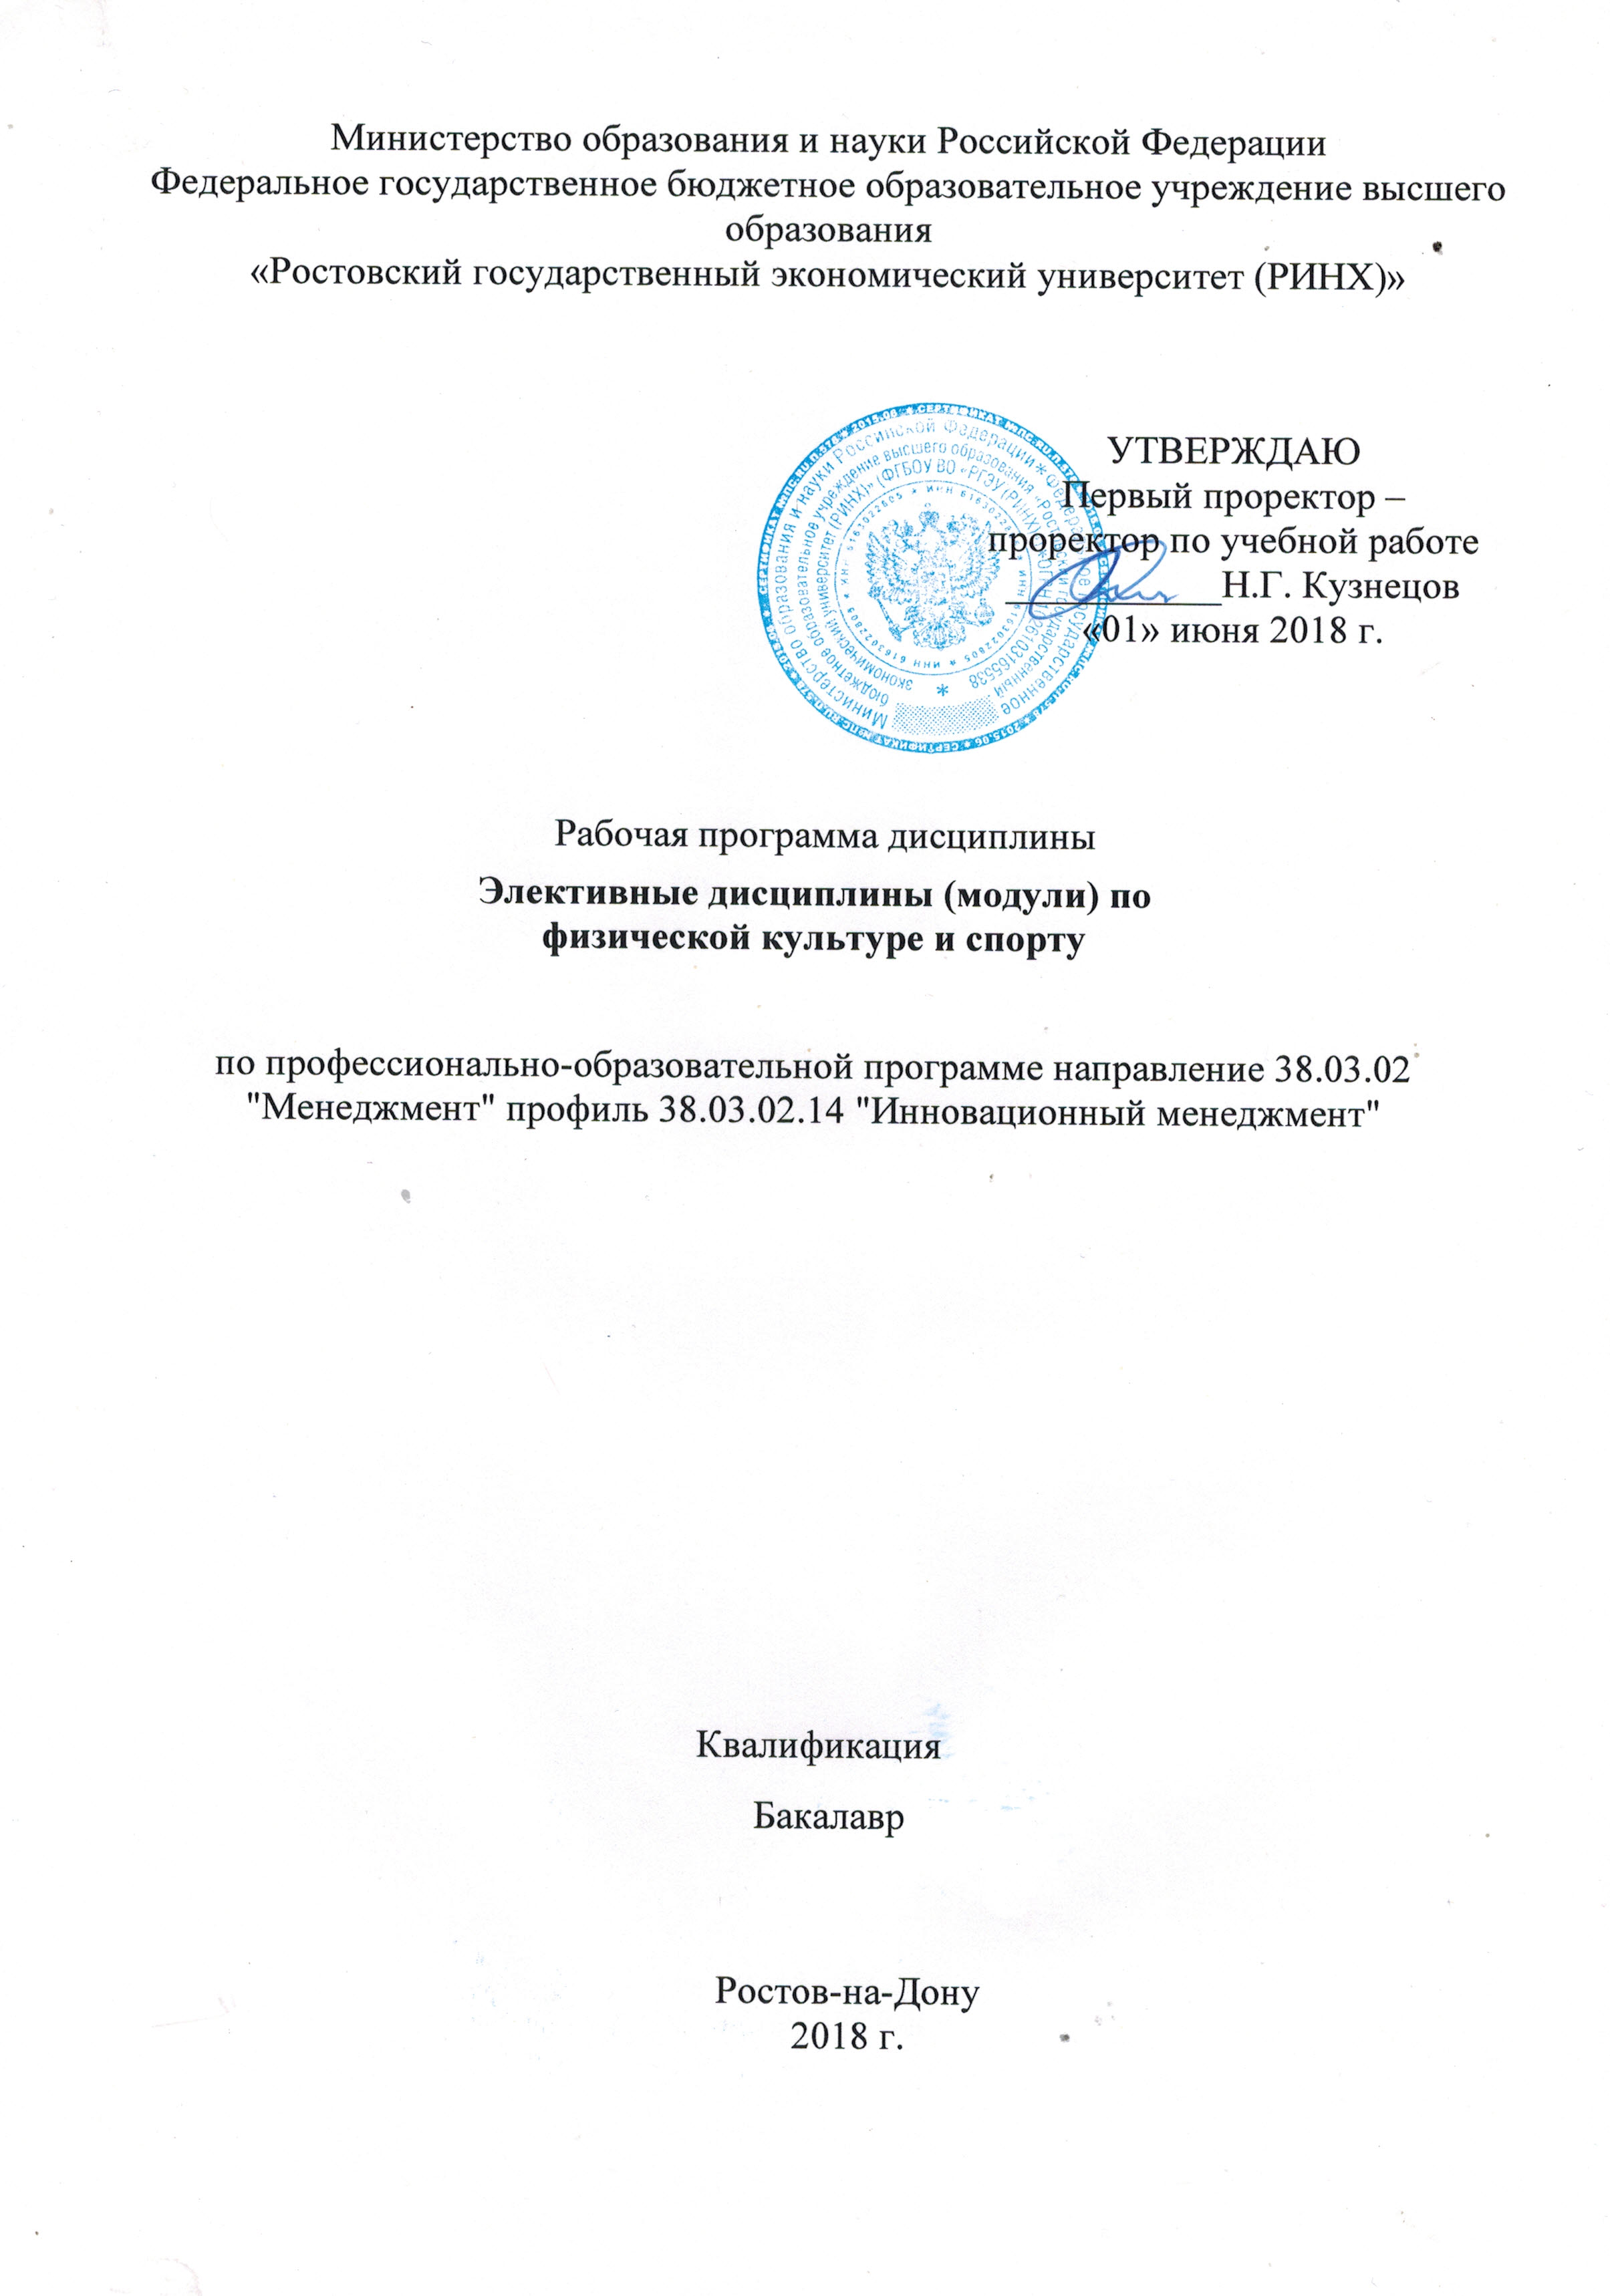 Министерство образования и науки Российской Федерации
Федеральное государственное бюджетное образовательное учреждение высшего
образования
«Ростовский государственный экономический университет (РИНХ)»
УТВЕРЖДАЮ
Первый проректор –
проректор по учебной работе
Н.Г. Кузнецов
«01» июня 2018 г.
Рабочая программа дисциплины
Элективные дисциплины (модули) по
физической культуре и спорту
по профессионально-образовательной программе направление 38.03.02
"Менеджмент" профиль 38.03.02.14 "Инновационный менеджмент"
Квалификация
Бакалавр
Ростов-на-Дону
2018 г.